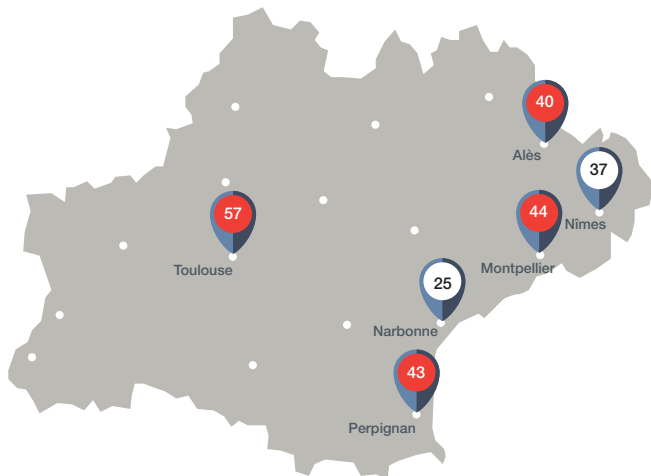 40
Alès
37
Nîmes
57
Toulouse
44
Montpellier
25
Narbonne
43
Perpignan